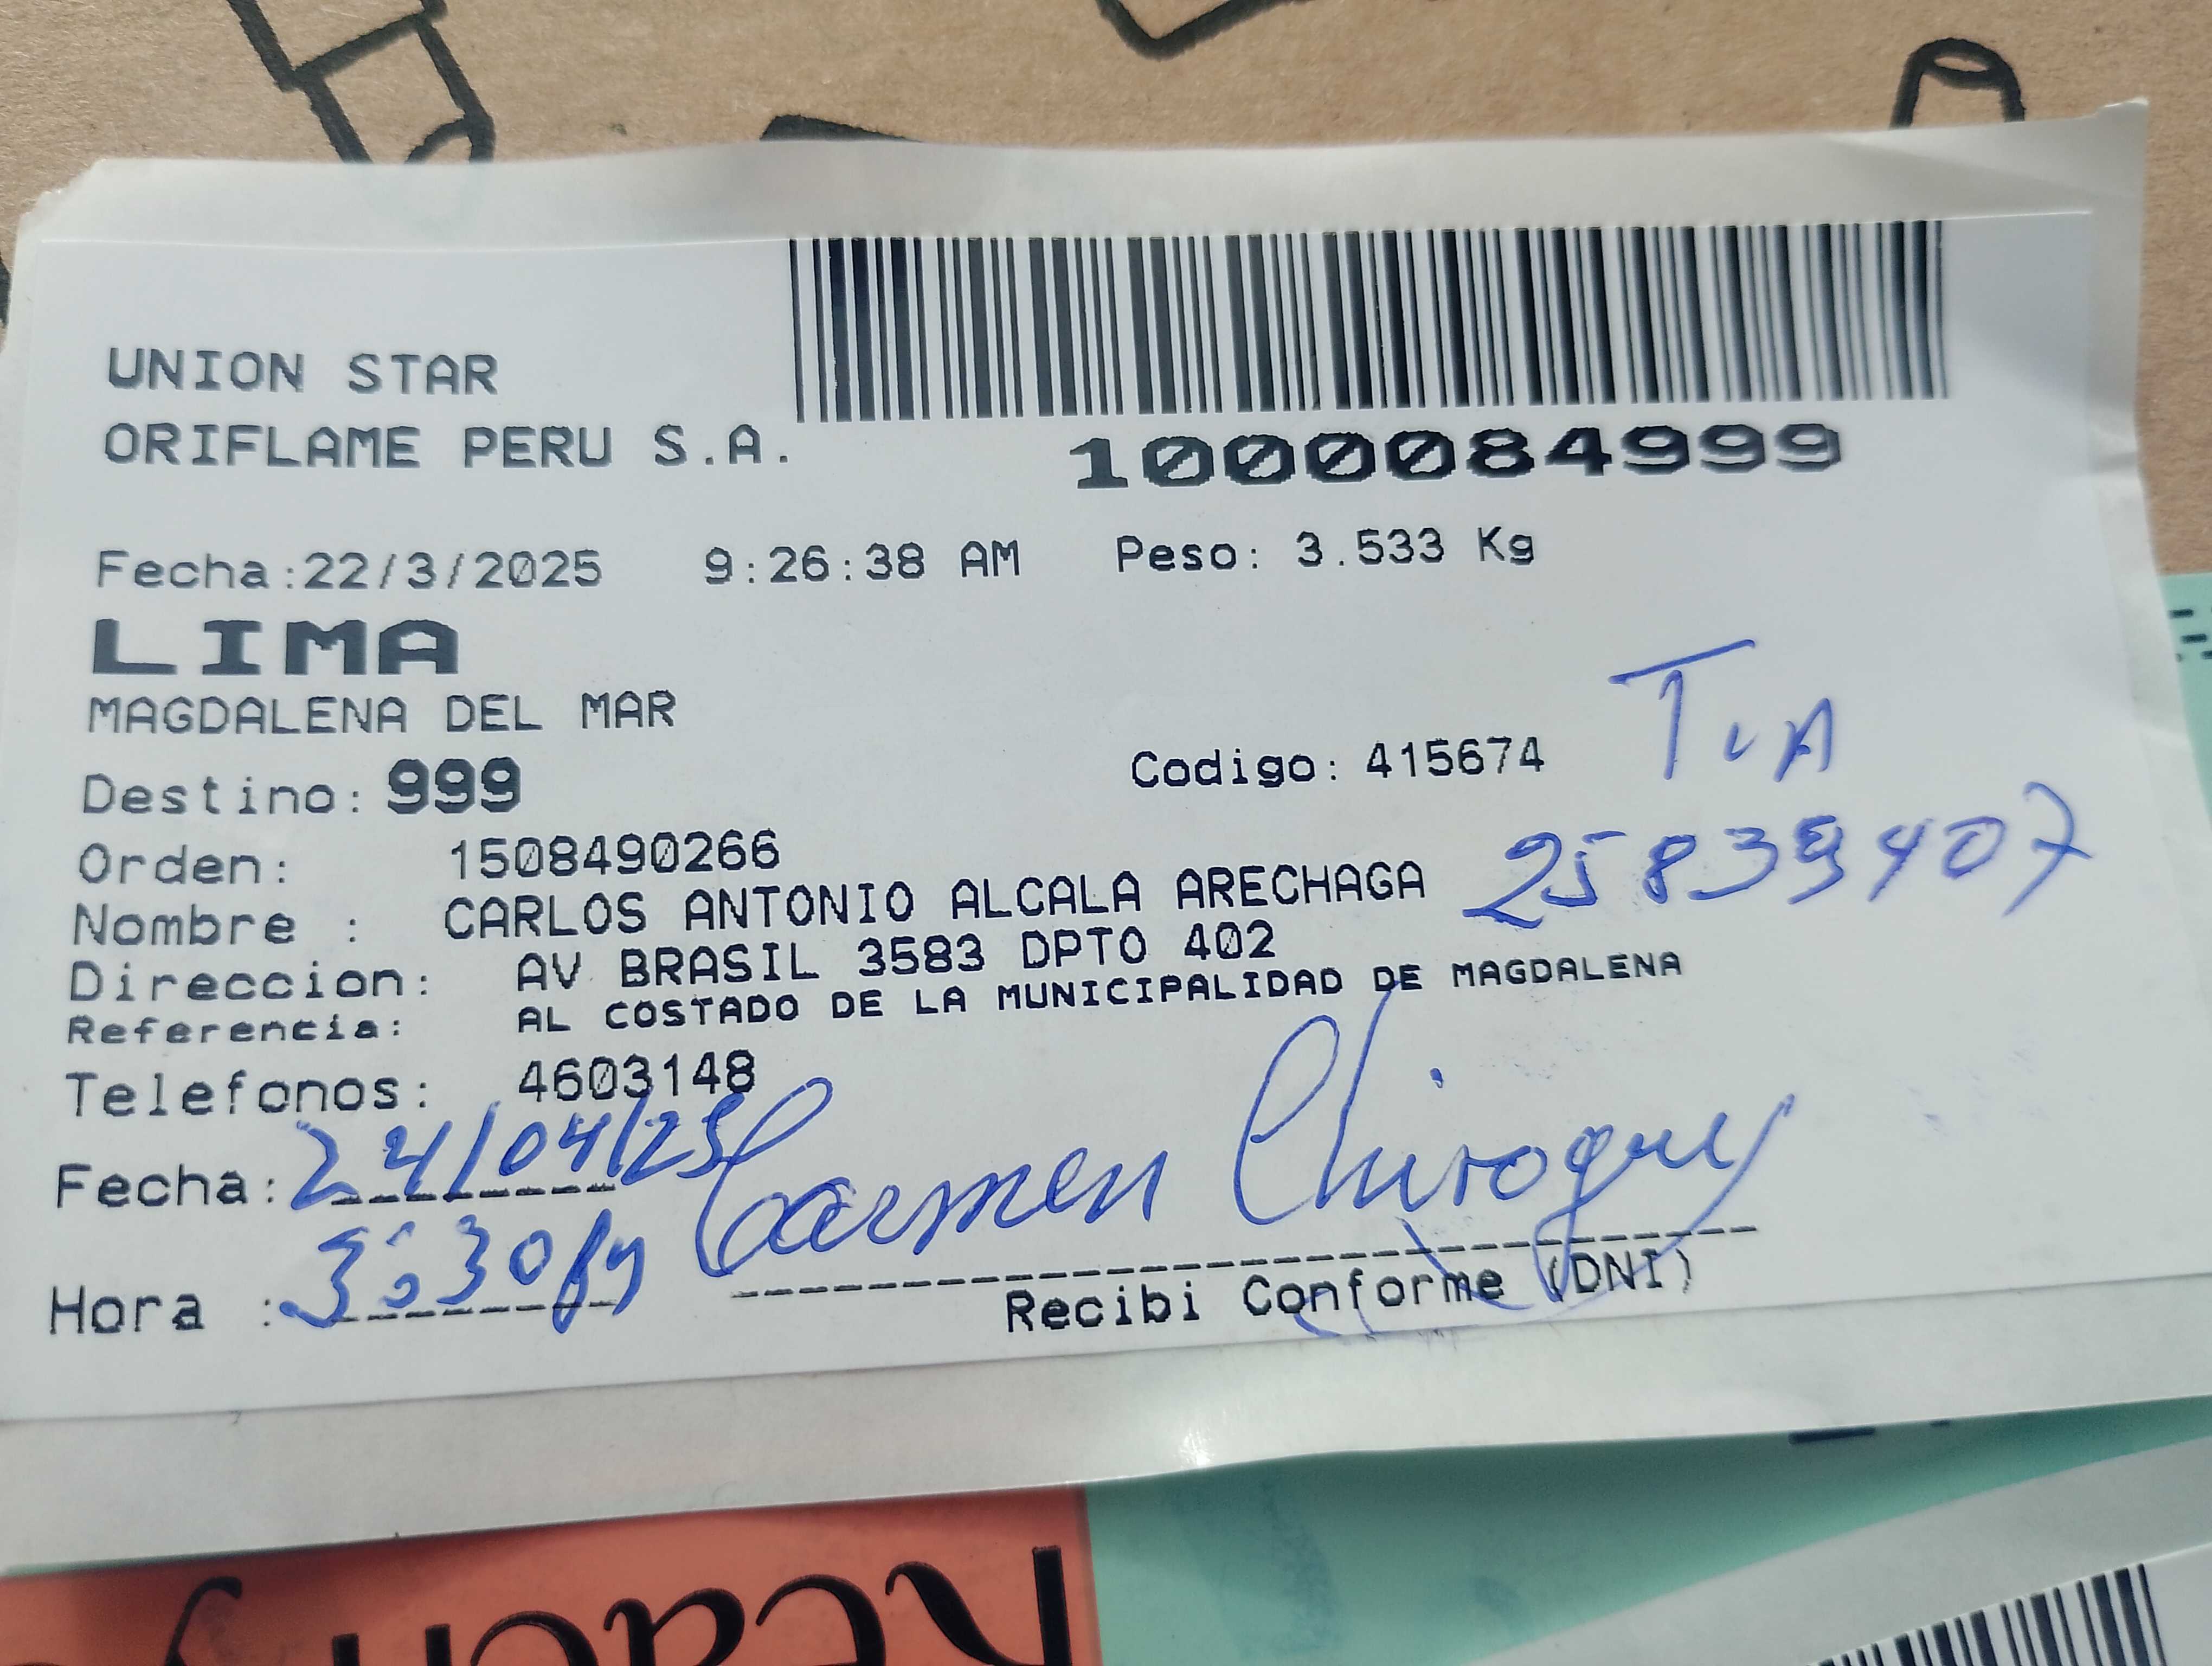 UNION STAR
ORIFLAME PERU S.A.
1000084999
Fecha:22/3/2025 9:26:38 AM Peso: 3.533 Kg
LIMA
MAGDALENA DEL MAR
Destino: 999 Codigo: 415674 TIA
Orden: 1508490266
25839407
Nombre : CARLOS ANTONIO ALCALA ARECHAGA
Direccion: AV BRASIL 3583 DPTO 402
Referencia: AL COSTADO DE LA MUNICIPALIDAD DE MAGDALENA
Telefonos: 4603148
Fecha: 24/04/25 Carmen
Hora : 3:30
Recibi Conforme (DNI)